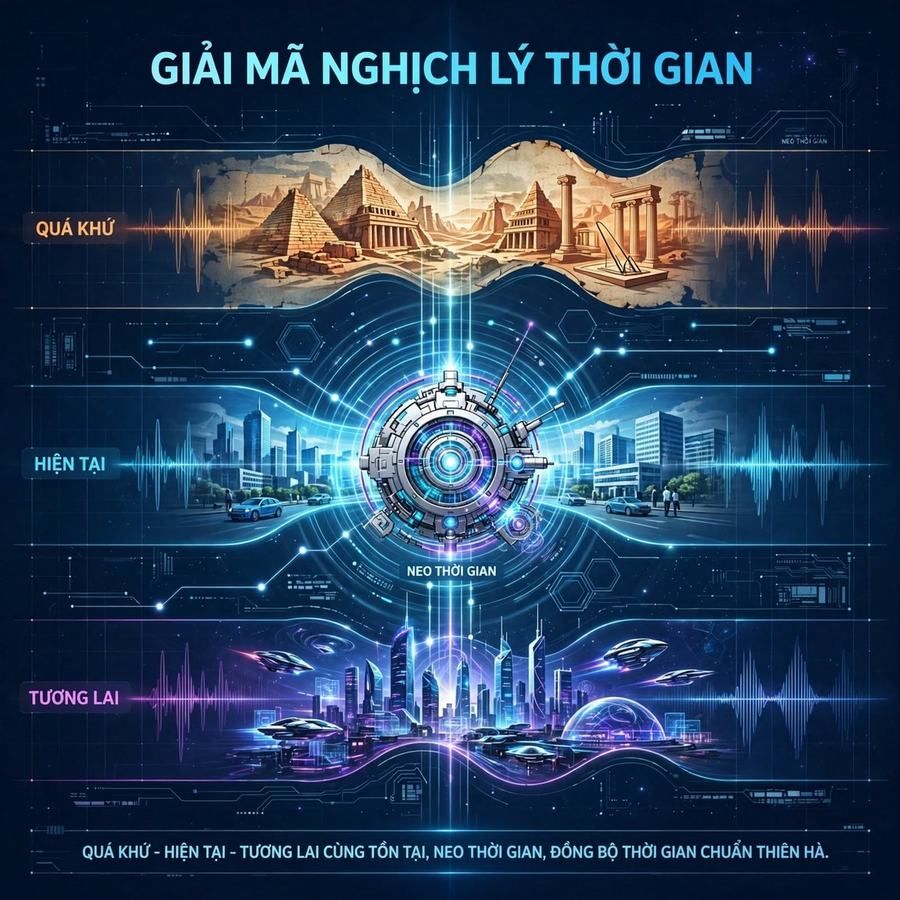 GIẢI MÃ NGHỊCH LÝ THỜI GIAN
NEO THỜI GIAN
QUÁ KHỨ
HIỆN TẠI
NEO THỜI GIAN
TƯƠNG LAI
QUÁ KHỨ - HIỆN TẠI - TƯƠNG LAI CÙNG TỒN TẠI, NEO THỜI GIAN, ĐỒNG BỘ THỜI GIAN CHUẨN THIÊN HÀ.